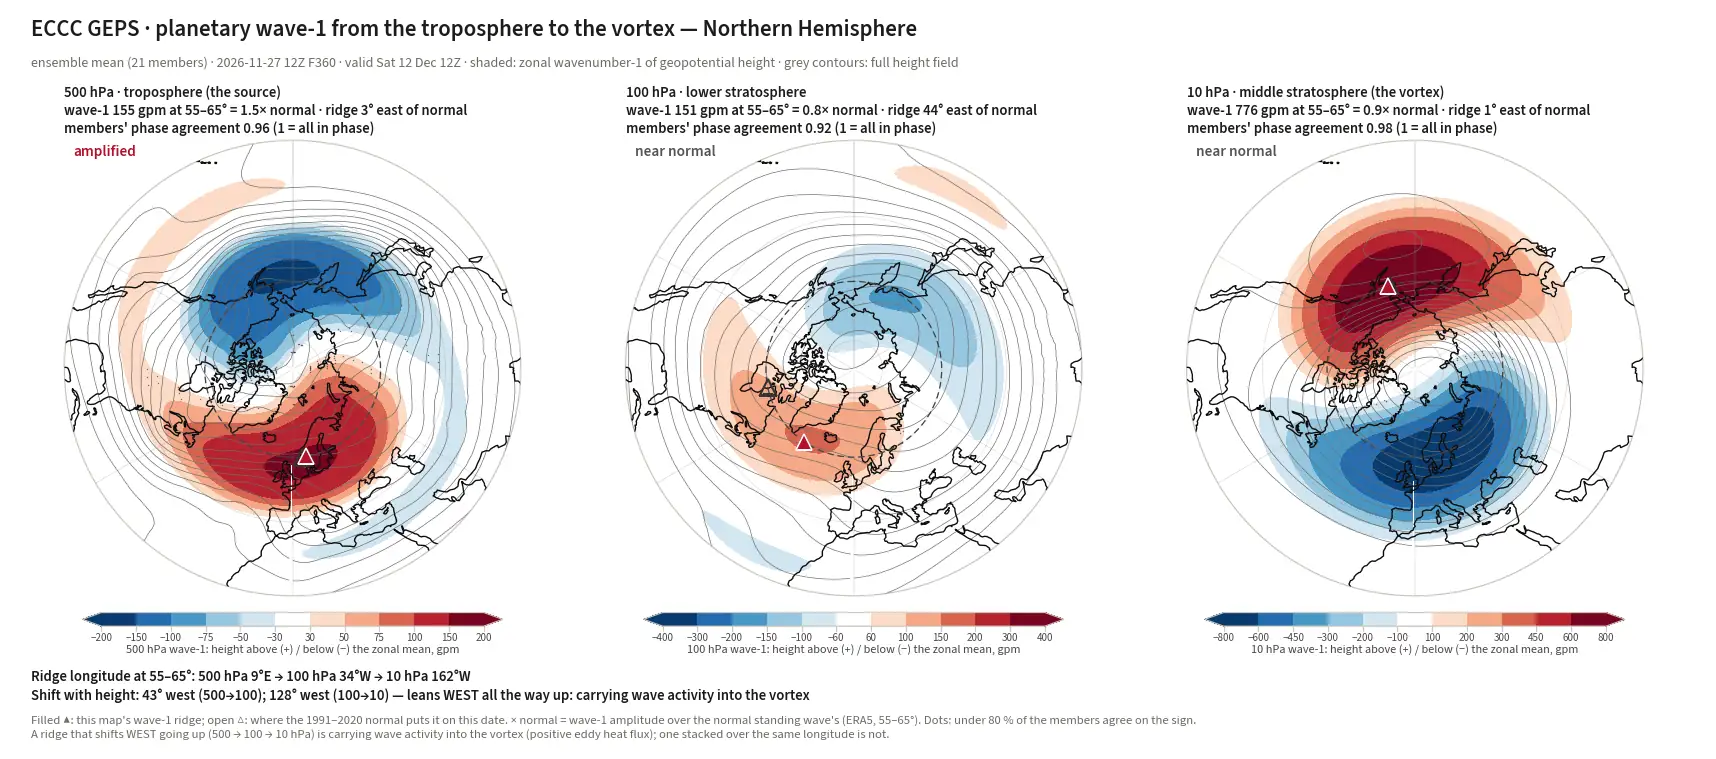 ECCC GEPS · planetary wave-1 from the troposphere to the vortex — Northern Hemisphere
ensemble mean (21 members) · 2026-11-27 12Z F360 · valid Sat 12 Dec 12Z · shaded: zonal wavenumber-1 of geopotential height · grey contours: full height field
500 hPa · troposphere (the source)
wave-1 155 gpm at 55–65° = 1.5× normal · ridge 3° east of normal
members' phase agreement 0.96 (1 = all in phase)
amplified
100 hPa · lower stratosphere
wave-1 151 gpm at 55–65° = 0.8× normal · ridge 44° east of normal
members' phase agreement 0.92 (1 = all in phase)
near normal
10 hPa · middle stratosphere (the vortex)
wave-1 776 gpm at 55–65° = 0.9× normal · ridge 1° east of normal
members' phase agreement 0.98 (1 = all in phase)
near normal
−200 −150 −100 −75 −50 −30 30 50 75 100 150 200
500 hPa wave-1: height above (+) / below (−) the zonal mean, gpm
−400 −300 −200 −150 −100 −60 60 100 150 200 300 400
100 hPa wave-1: height above (+) / below (−) the zonal mean, gpm
−800 −600 −450 −300 −200 −100 100 200 300 450 600 800
10 hPa wave-1: height above (+) / below (−) the zonal mean, gpm
Ridge longitude at 55–65°: 500 hPa 9°E → 100 hPa 34°W → 10 hPa 162°W
Shift with height: 43° west (500→100); 128° west (100→10) — leans WEST all the way up: carrying wave activity into the vortex
Filled ▲: this map's wave-1 ridge; open △: where the 1991–2020 normal puts it on this date. × normal = wave-1 amplitude over the normal standing wave's (ERA5, 55–65°). Dots: under 80 % of the members agree on the sign.
A ridge that shifts WEST going up (500 → 100 → 10 hPa) is carrying wave activity into the vortex (positive eddy heat flux); one stacked over the same longitude is not.